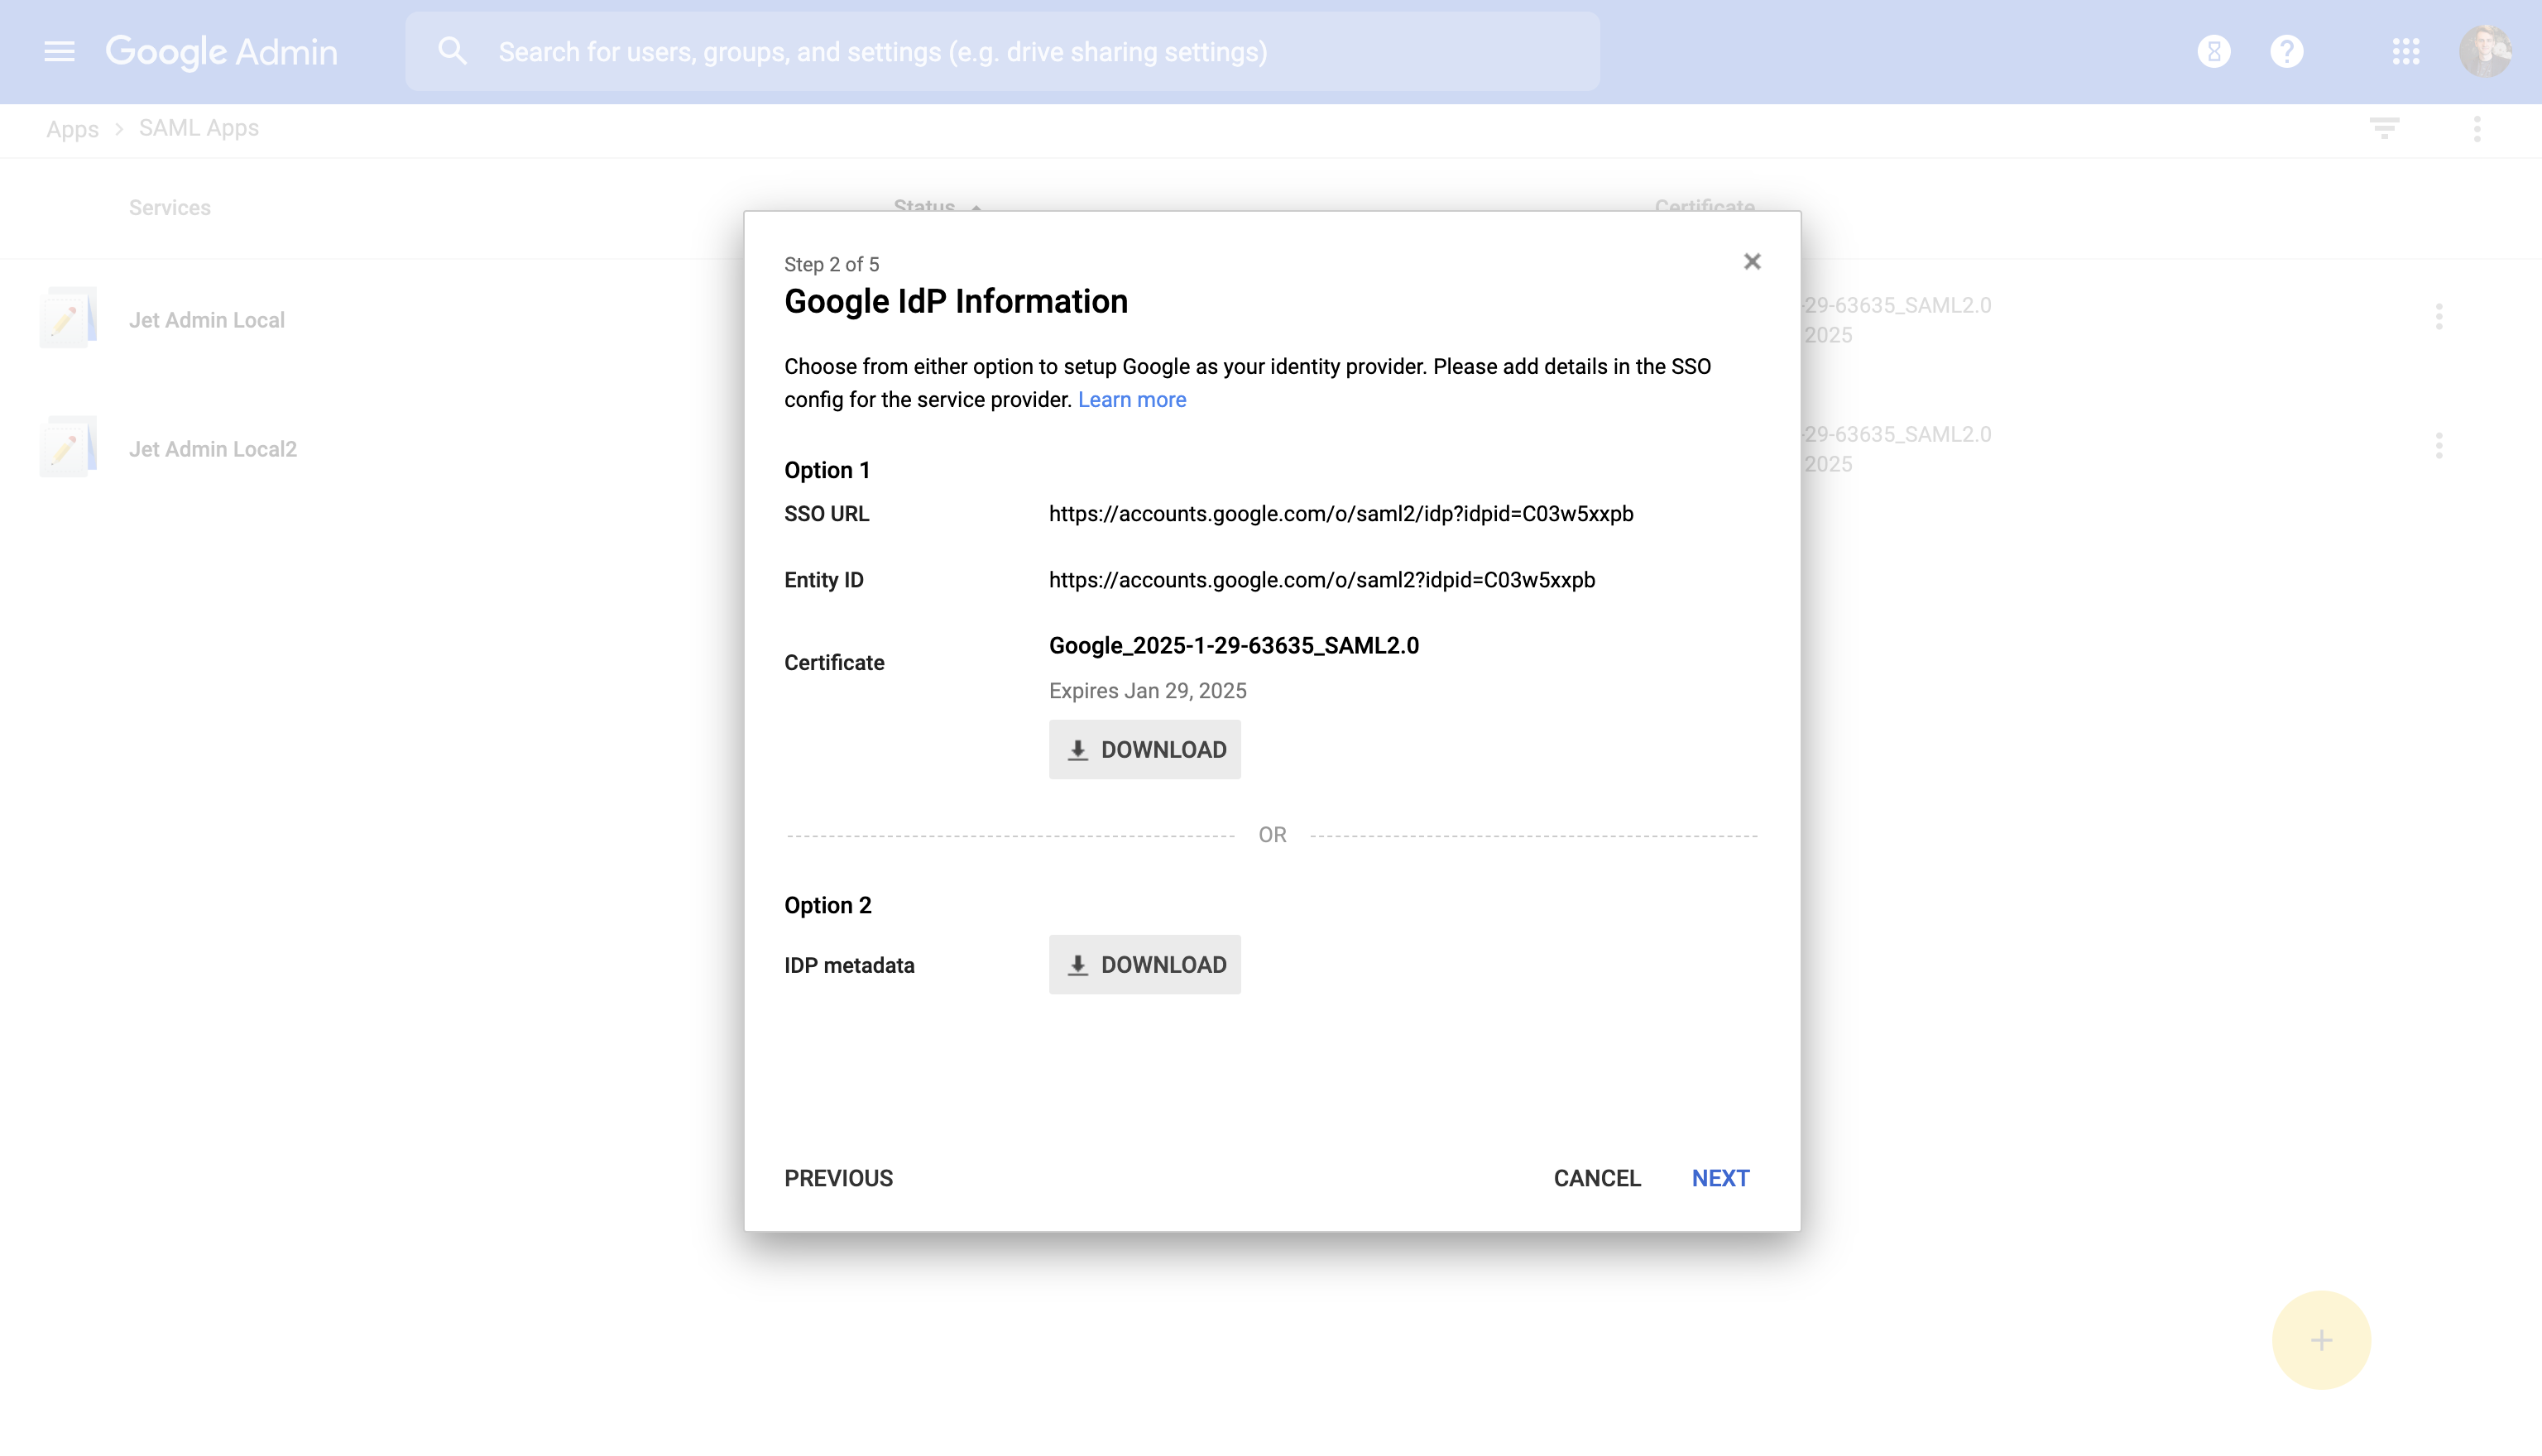 Google Admin
Search for users, groups, and settings (e.g. drive sharing settings)
Apps > SAML Apps
Services
Status
Certificate
Step 2 of 5
Google IdP Information
Choose from either option to setup Google as your identity provider. Please add details in the SSO
config for the service provider. Learn more
Jet Admin Local
-29-63635_SAML2.0
2025
Jet Admin Local2
-29-63635_SAML2.0
2025
Option 1
SSO URL
https://accounts.google.com/o/saml2/idp?idpid=C03w5xxpb
Entity ID
https://accounts.google.com/o/saml2?idpid=C03w5xxpb
Certificate
Google_2025-1-29-63635_SAML2.0
Expires Jan 29, 2025
DOWNLOAD
OR
Option 2
IDP metadata
DOWNLOAD
PREVIOUS
CANCEL
NEXT